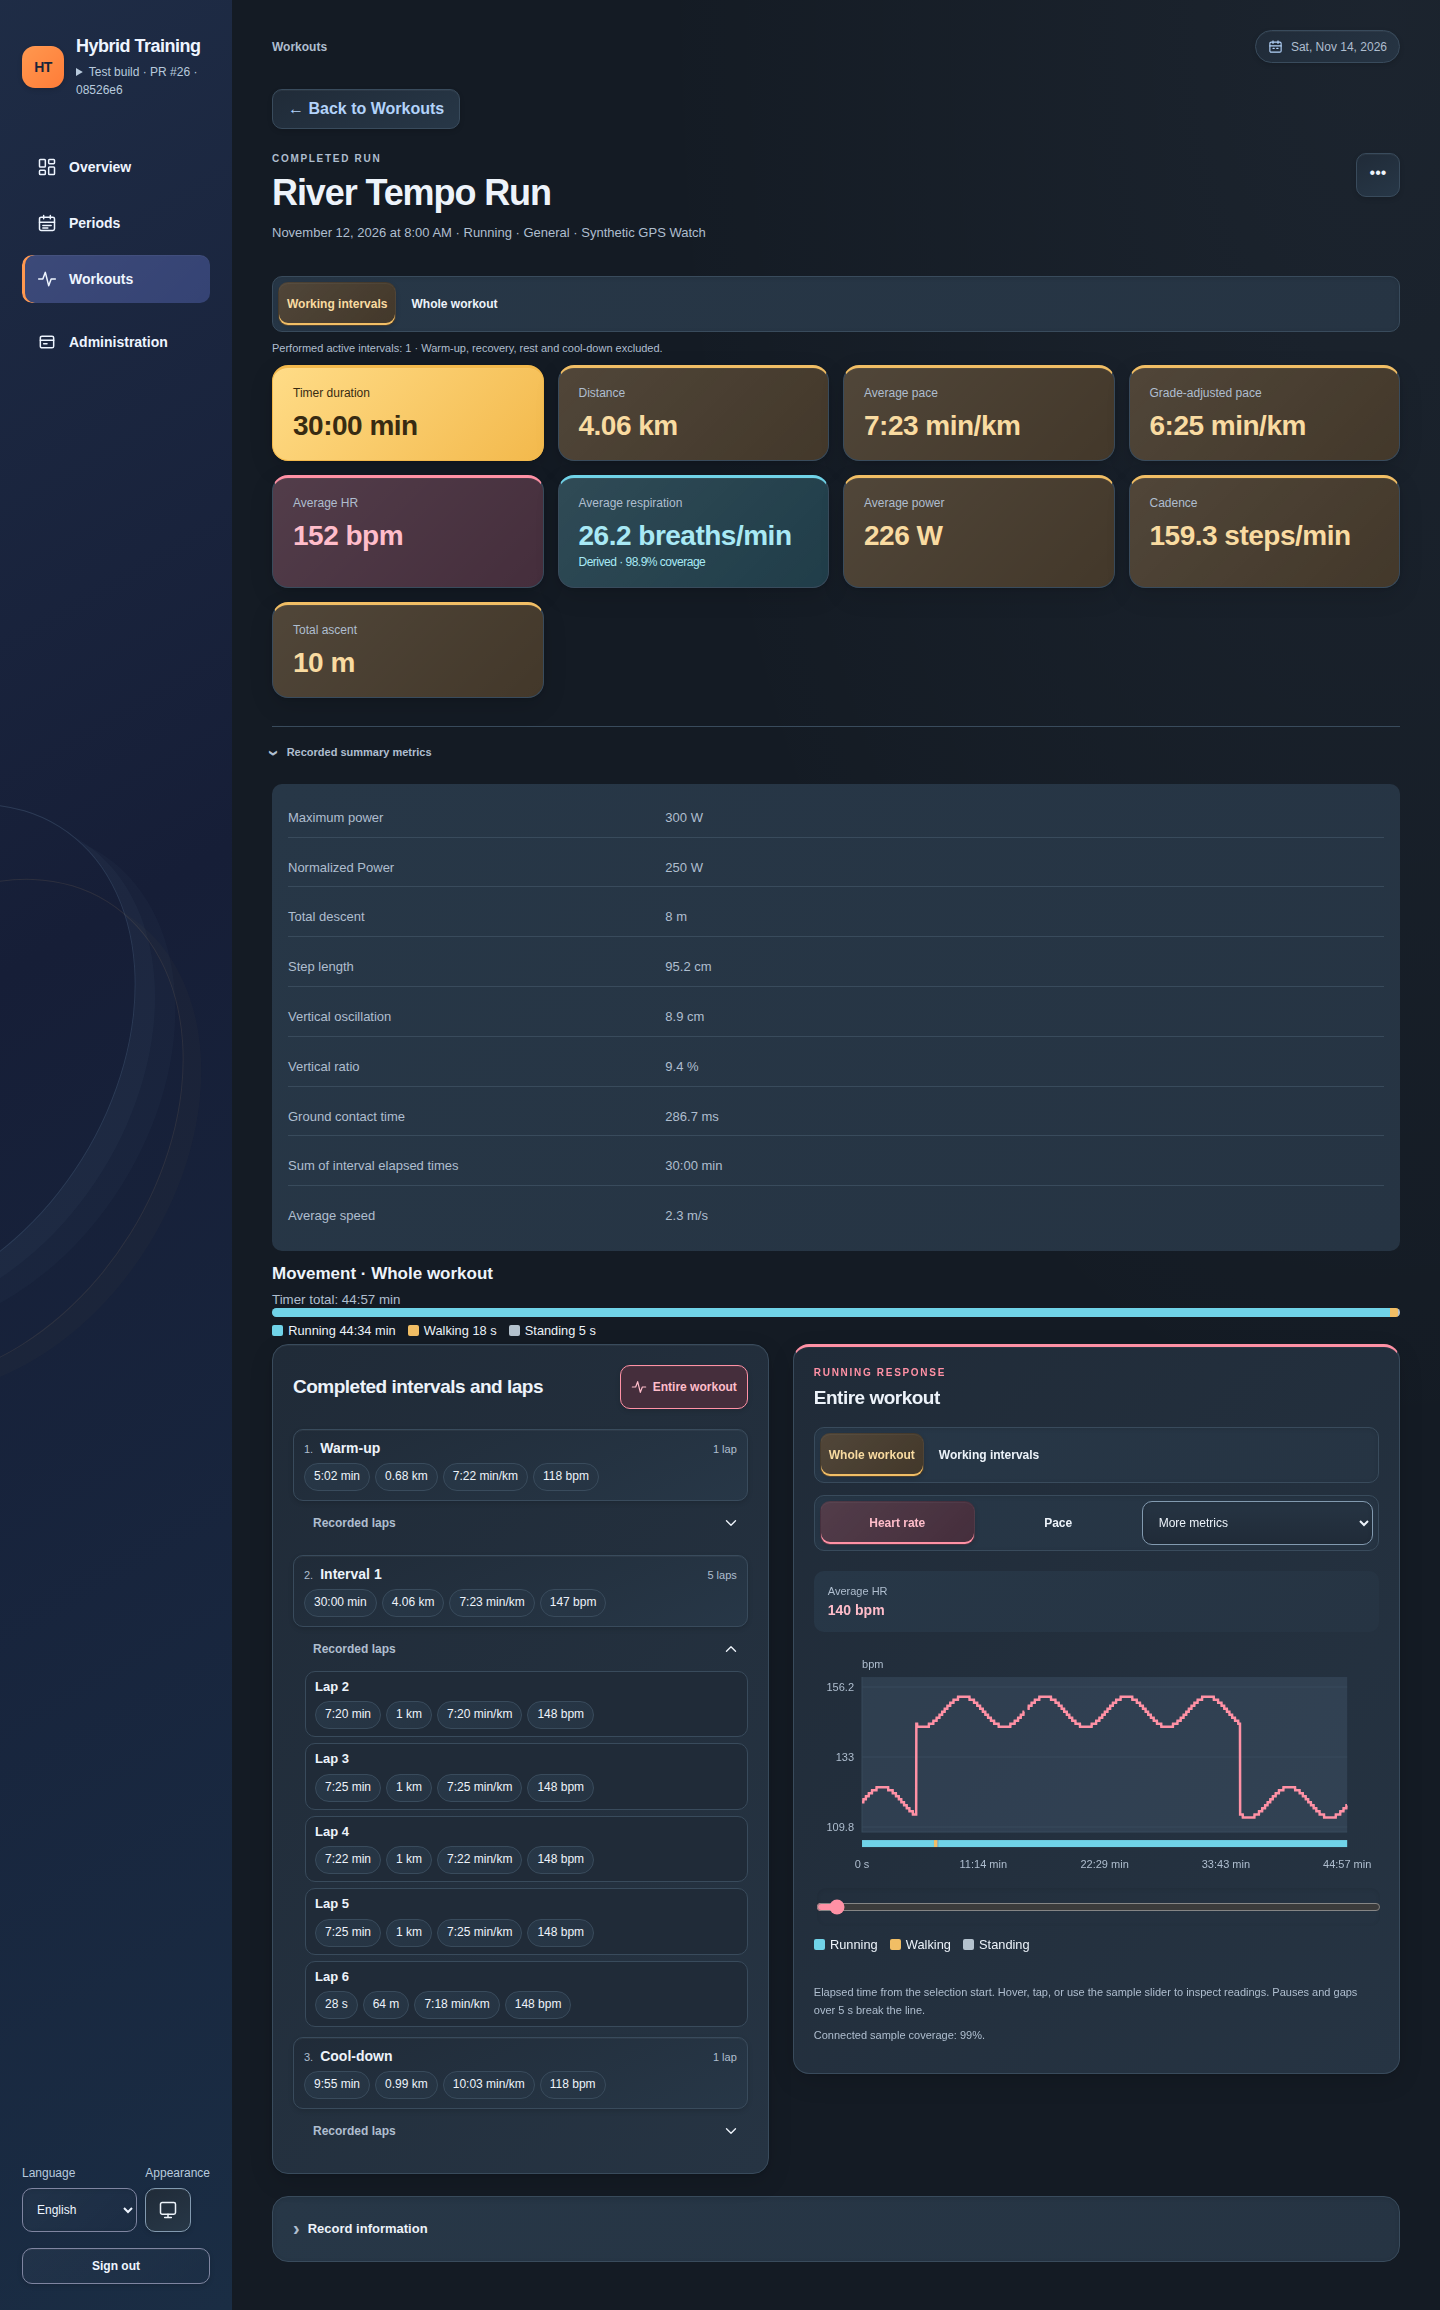 HT
Hybrid Training
Test build · PR #26 ·
08526e6
Overview
Periods
Workouts
Administration
Language
Appearance
English
Sign out
Workouts
Sat, Nov 14, 2026
← Back to Workouts
COMPLETED RUN
River Tempo Run
•••
November 12, 2026 at 8:00 AM · Running · General · Synthetic GPS Watch
Working intervals Whole workout
Performed active intervals: 1 · Warm-up, recovery, rest and cool-down excluded.
Timer duration
30:00 min
Distance
4.06 km
Average pace
7:23 min/km
Grade-adjusted pace
6:25 min/km
Average HR
152 bpm
Average respiration
26.2 breaths/min
Derived · 98.9% coverage
Average power
226 W
Cadence
159.3 steps/min
Total ascent
10 m
Recorded summary metrics
Maximum power 300 W
Normalized Power 250 W
Total descent 8 m
Step length 95.2 cm
Vertical oscillation 8.9 cm
Vertical ratio 9.4 %
Ground contact time 286.7 ms
Sum of interval elapsed times 30:00 min
Average speed 2.3 m/s
Movement · Whole workout
Timer total: 44:57 min
Running 44:34 min Walking 18 s Standing 5 s
Completed intervals and laps
Entire workout
1. Warm-up 1 lap
5:02 min 0.68 km 7:22 min/km 118 bpm
Recorded laps
2. Interval 1 5 laps
30:00 min 4.06 km 7:23 min/km 147 bpm
Recorded laps
Lap 2
7:20 min 1 km 7:20 min/km 148 bpm
Lap 3
7:25 min 1 km 7:25 min/km 148 bpm
Lap 4
7:22 min 1 km 7:22 min/km 148 bpm
Lap 5
7:25 min 1 km 7:25 min/km 148 bpm
Lap 6
28 s 64 m 7:18 min/km 148 bpm
3. Cool-down 1 lap
9:55 min 0.99 km 10:03 min/km 118 bpm
Recorded laps
RUNNING RESPONSE
Entire workout
Whole workout Working intervals
Heart rate Pace More metrics
Average HR
140 bpm
bpm
156.2
133
109.8
0 s 11:14 min 22:29 min 33:43 min 44:57 min
Running Walking Standing
Elapsed time from the selection start. Hover, tap, or use the sample slider to inspect readings. Pauses and gaps
over 5 s break the line.
Connected sample coverage: 99%.
Record information